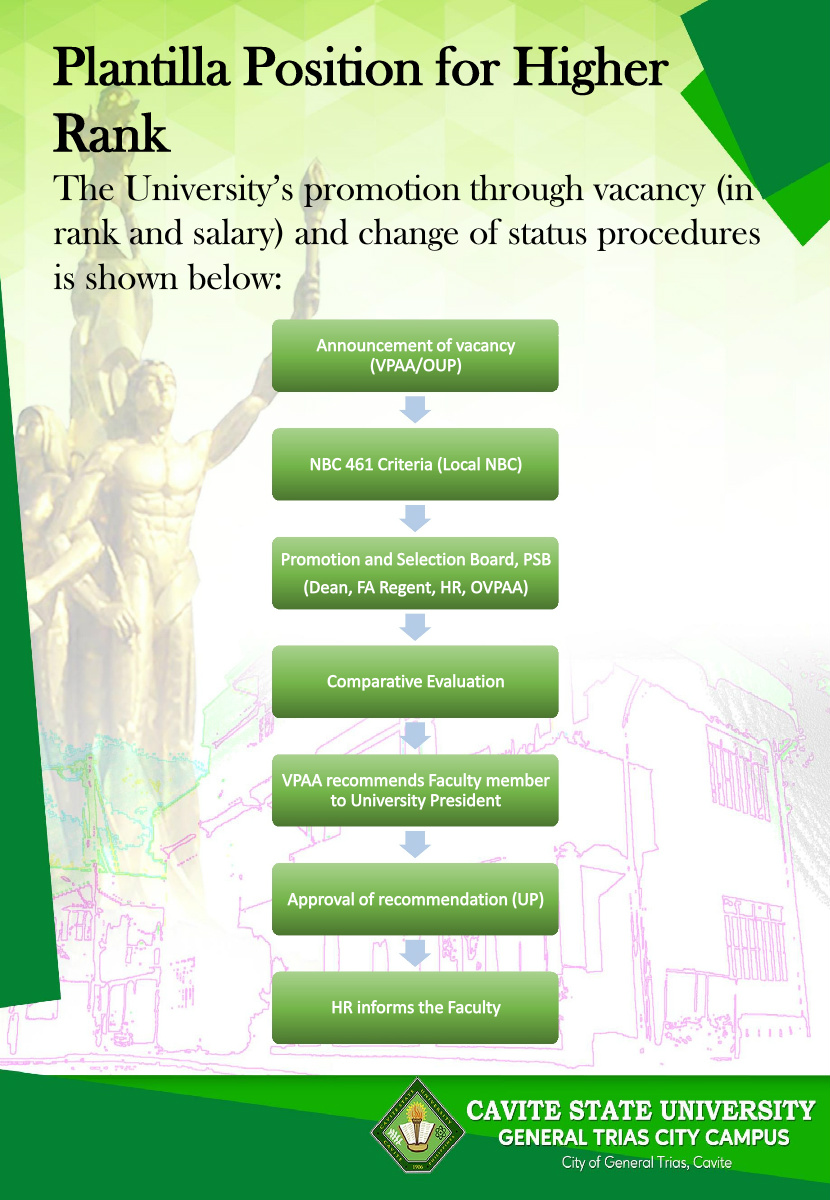 Plantilla Position for Higher
Rank
The University's promotion through vacancy (in
rank and salary) and change of status procedures
is shown below:
Announcement of vacancy
(VPAA/OUP)
NBC 461 Criteria (Local NBC)
Promotion and Selection Board, PSB
(Dean, FA Regent, HR, OVPAA)
Comparative Evaluation
VPAA recommends Faculty member
to University President
Approval of recommendation (UP)
HR informs the Faculty
CAVITE STATE UNIVERSITY
GENERAL TRIAS CITY CAMPUS
City of General Trias, Cavite
1906